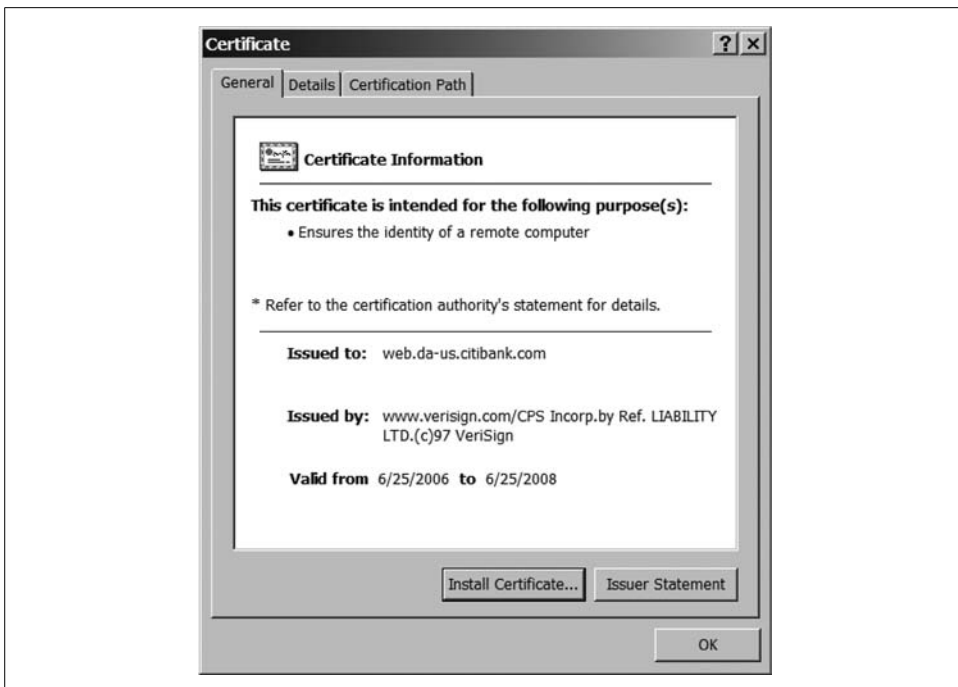 Certificate
?
×
General
Details
Certification Path
Certificate Information
This certificate is intended for the following purpose(s):
• Ensures the identity of a remote computer
* Refer to the certification authority's statement for details.
Issued to: web.da-us.citibank.com
Issued by: www.verisign.com/CPS Incorp.by Ref. LIABILITY
LTD.(c)97 VeriSign
Valid from 6/25/2006 to 6/25/2008
Install Certificate...
Issuer Statement
OK